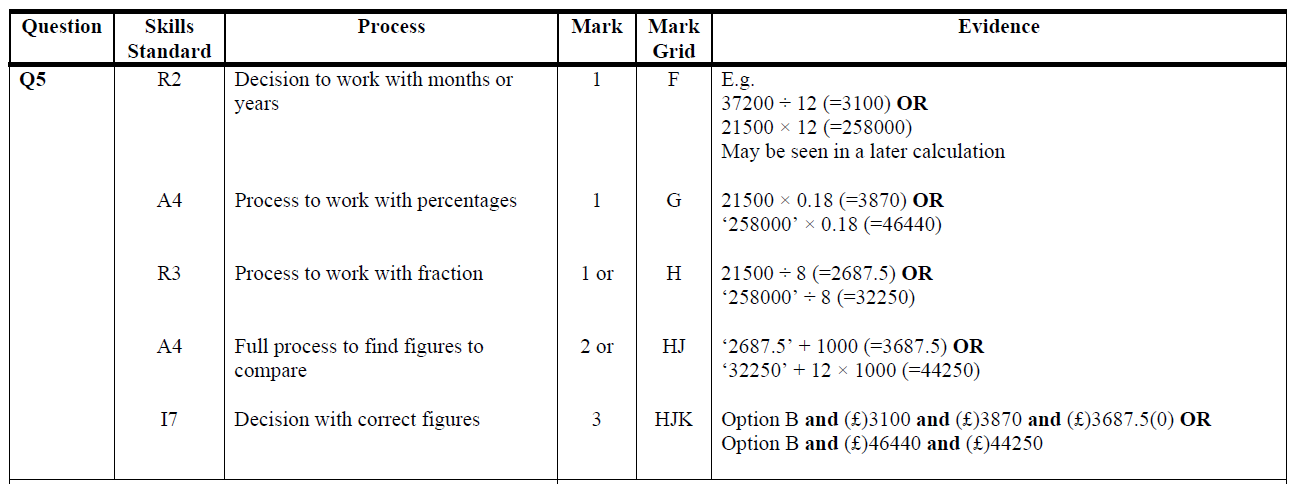 Question Skills Standard Process Mark Mark Grid Evidence
Q5 R2 Decision to work with months or years 1 F E.g.
37200 ÷ 12 (=3100) OR
21500 × 12 (=258000)
May be seen in a later calculation
A4 Process to work with percentages 1 G 21500 × 0.18 (=3870) OR
‘258000’ × 0.18 (=46440)
R3 Process to work with fraction 1 or H 21500 ÷ 8 (=2687.5) OR
‘258000’ ÷ 8 (=32250)
A4 Full process to find figures to compare 2 or HJ ‘2687.5’ + 1000 (=3687.5) OR
‘32250’ + 12 × 1000 (=44250)
I7 Decision with correct figures 3 HJK Option B and (£)3100 and (£)3870 and (£)3687.5(0) OR
Option B and (£)46440 and (£)44250